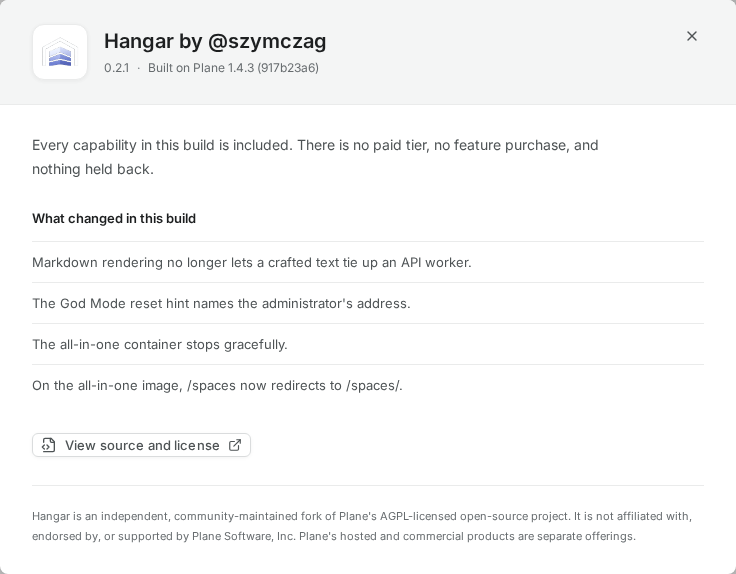 Hangar by @szymczag
0.2.1 · Built on Plane 1.4.3 (917b23a6)
Every capability in this build is included. There is no paid tier, no feature purchase, and
nothing held back.
What changed in this build
Markdown rendering no longer lets a crafted text tie up an API worker.
The God Mode reset hint names the administrator's address.
The all-in-one container stops gracefully.
On the all-in-one image, /spaces now redirects to /spaces/.
View source and license
Hangar is an independent, community-maintained fork of Plane's AGPL-licensed open-source project. It is not affiliated with,
endorsed by, or supported by Plane Software, Inc. Plane's hosted and commercial products are separate offerings.